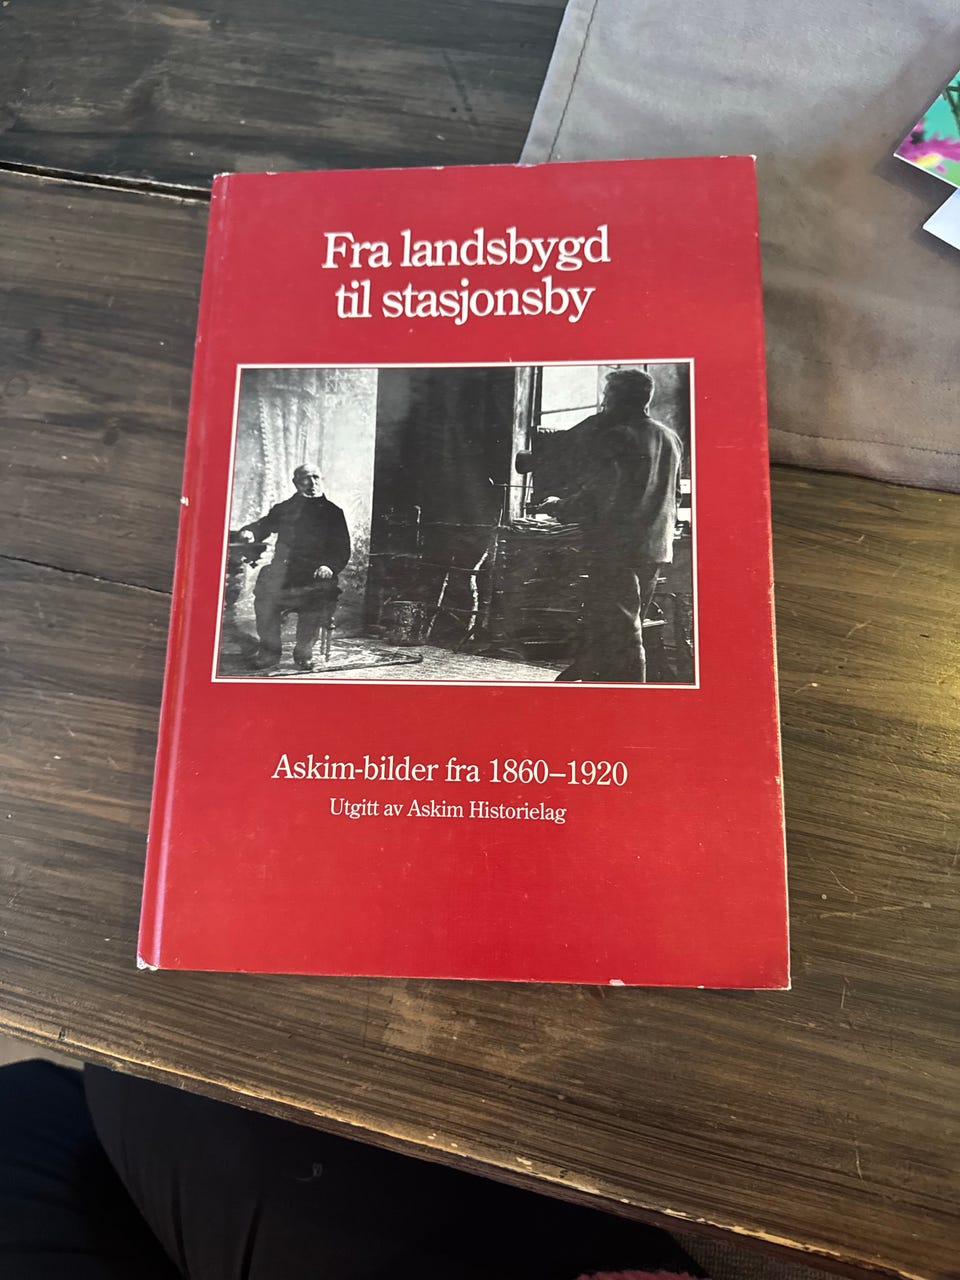 Fra landsbygd
til stasjonsby
Askim-bilder fra 1860–1920
Utgitt av Askim Historielag